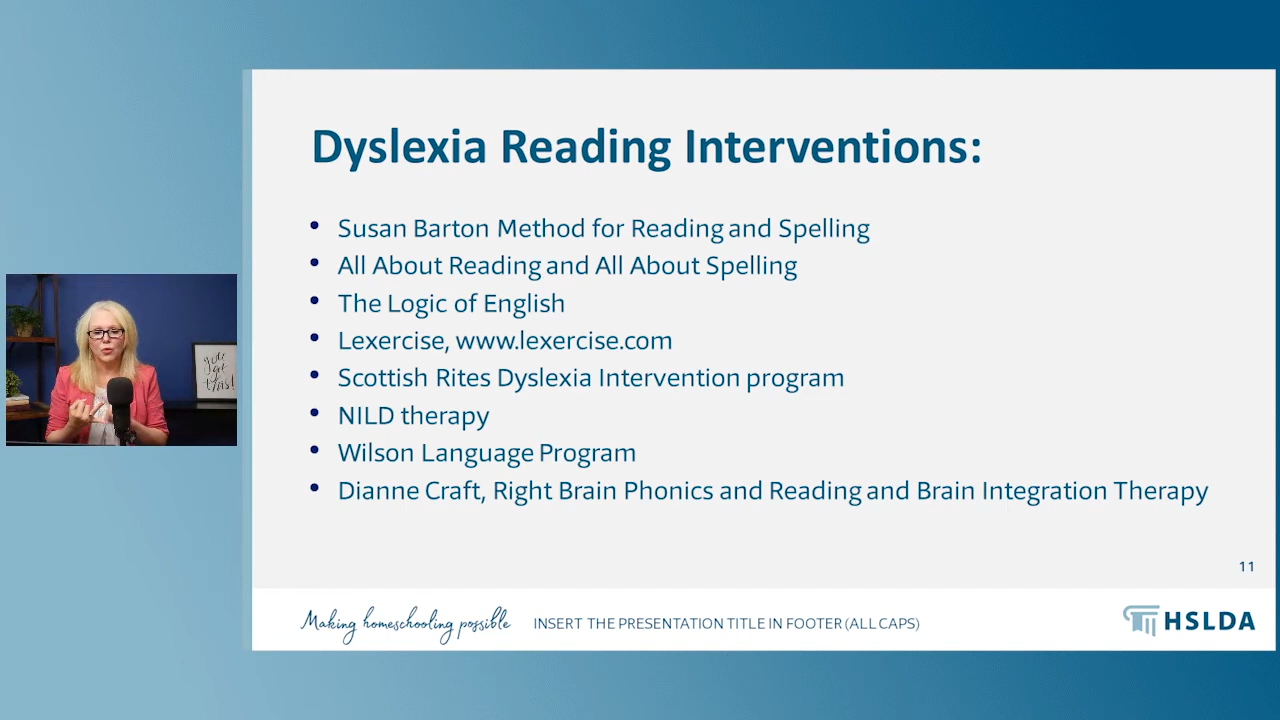 Dyslexia Reading Interventions:
• Susan Barton Method for Reading and Spelling
• All About Reading and All About Spelling
• The Logic of English
• Lexercise, www.lexercise.com
• Scottish Rites Dyslexia Intervention program
• NILD therapy
• Wilson Language Program
• Dianne Craft, Right Brain Phonics and Reading and Brain Integration Therapy
you got this!
11
Making homeschooling possible
INSERT THE PRESENTATION TITLE IN FOOTER (ALL CAPS)
HSLDA